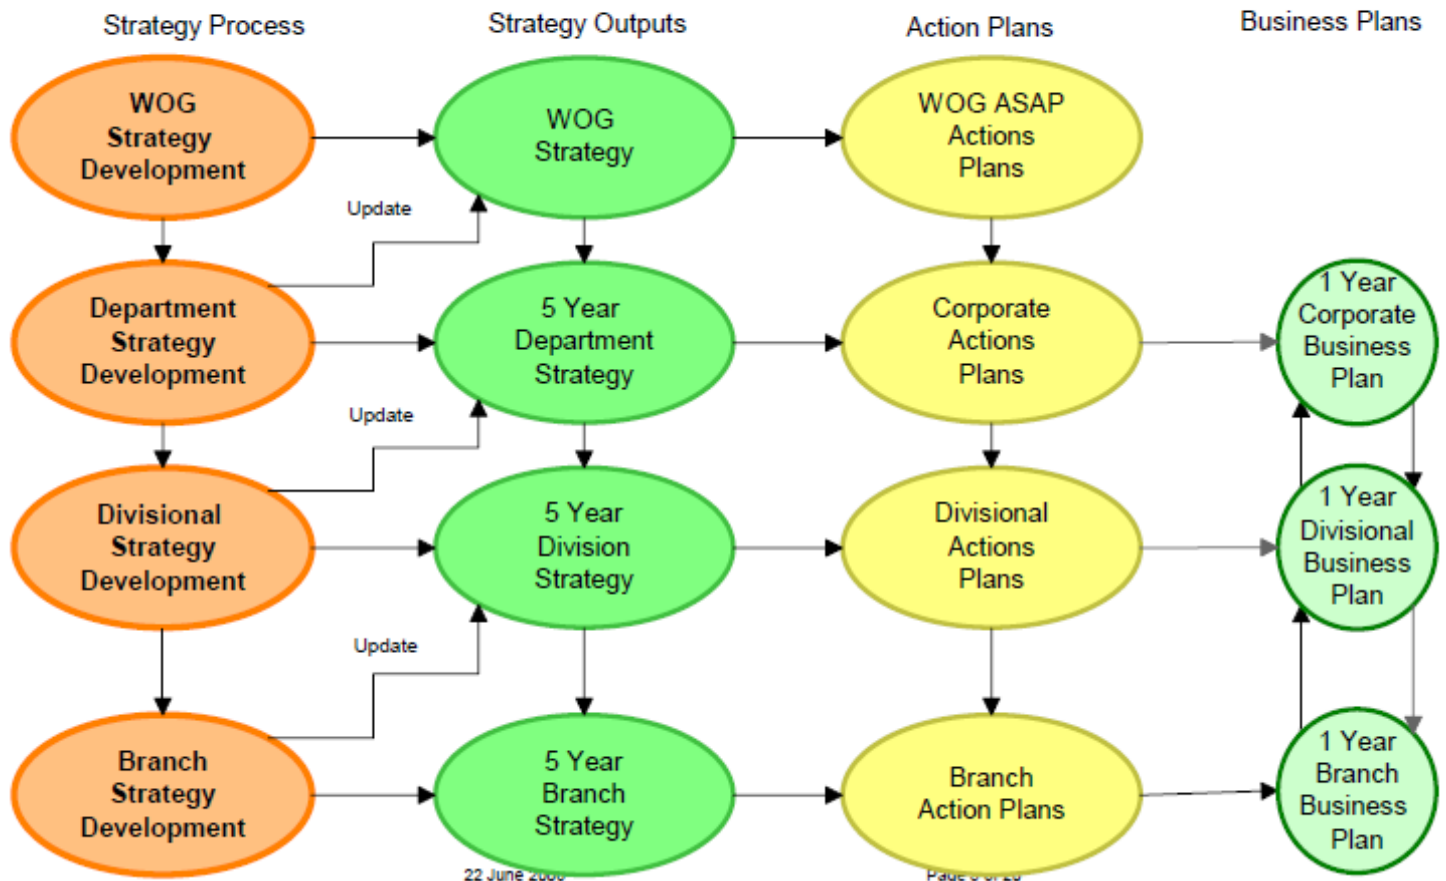 Strategy Process
Strategy Outputs
Action Plans
Business Plans
WOG
Strategy
Development
WOG
Strategy
WOG ASAP
Actions
Plans
Update
Department
Strategy
Development
5 Year
Department
Strategy
Corporate
Actions
Plans
1 Year
Corporate
Business
Plan
Update
Divisional
Strategy
Development
5 Year
Division
Strategy
Divisional
Actions
Plans
1 Year
Divisional
Business
Plan
Update
Branch
Strategy
Development
5 Year
Branch
Strategy
Branch
Action Plans
1 Year
Branch
Business
Plan
22 June
Page